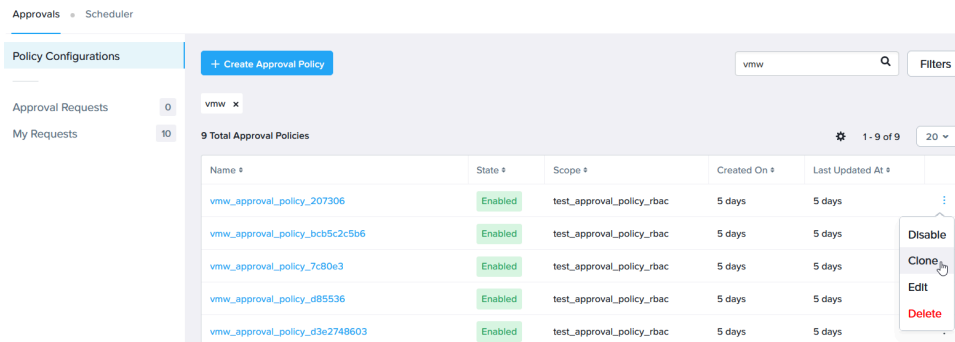 Approvals Scheduler
Policy Configurations
Approval Requests 0
My Requests 10
+ Create Approval Policy
vmw
Filters
vmw ×
9 Total Approval Policies
1 - 9 of 9
20
Name State Scope Created On Last Updated At
vmw_approval_policy_207306 Enabled test_approval_policy_rbac 5 days 5 days
vmw_approval_policy_bcb5c2c5b6 Enabled test_approval_policy_rbac 5 days 5 days
vmw_approval_policy_7c80e3 Enabled test_approval_policy_rbac 5 days 5 days
vmw_approval_policy_d85536 Enabled test_approval_policy_rbac 5 days 5 days
vmw_approval_policy_d3e2748603 Enabled test_approval_policy_rbac 5 days 5 days
Disable
Clone
Edit
Delete